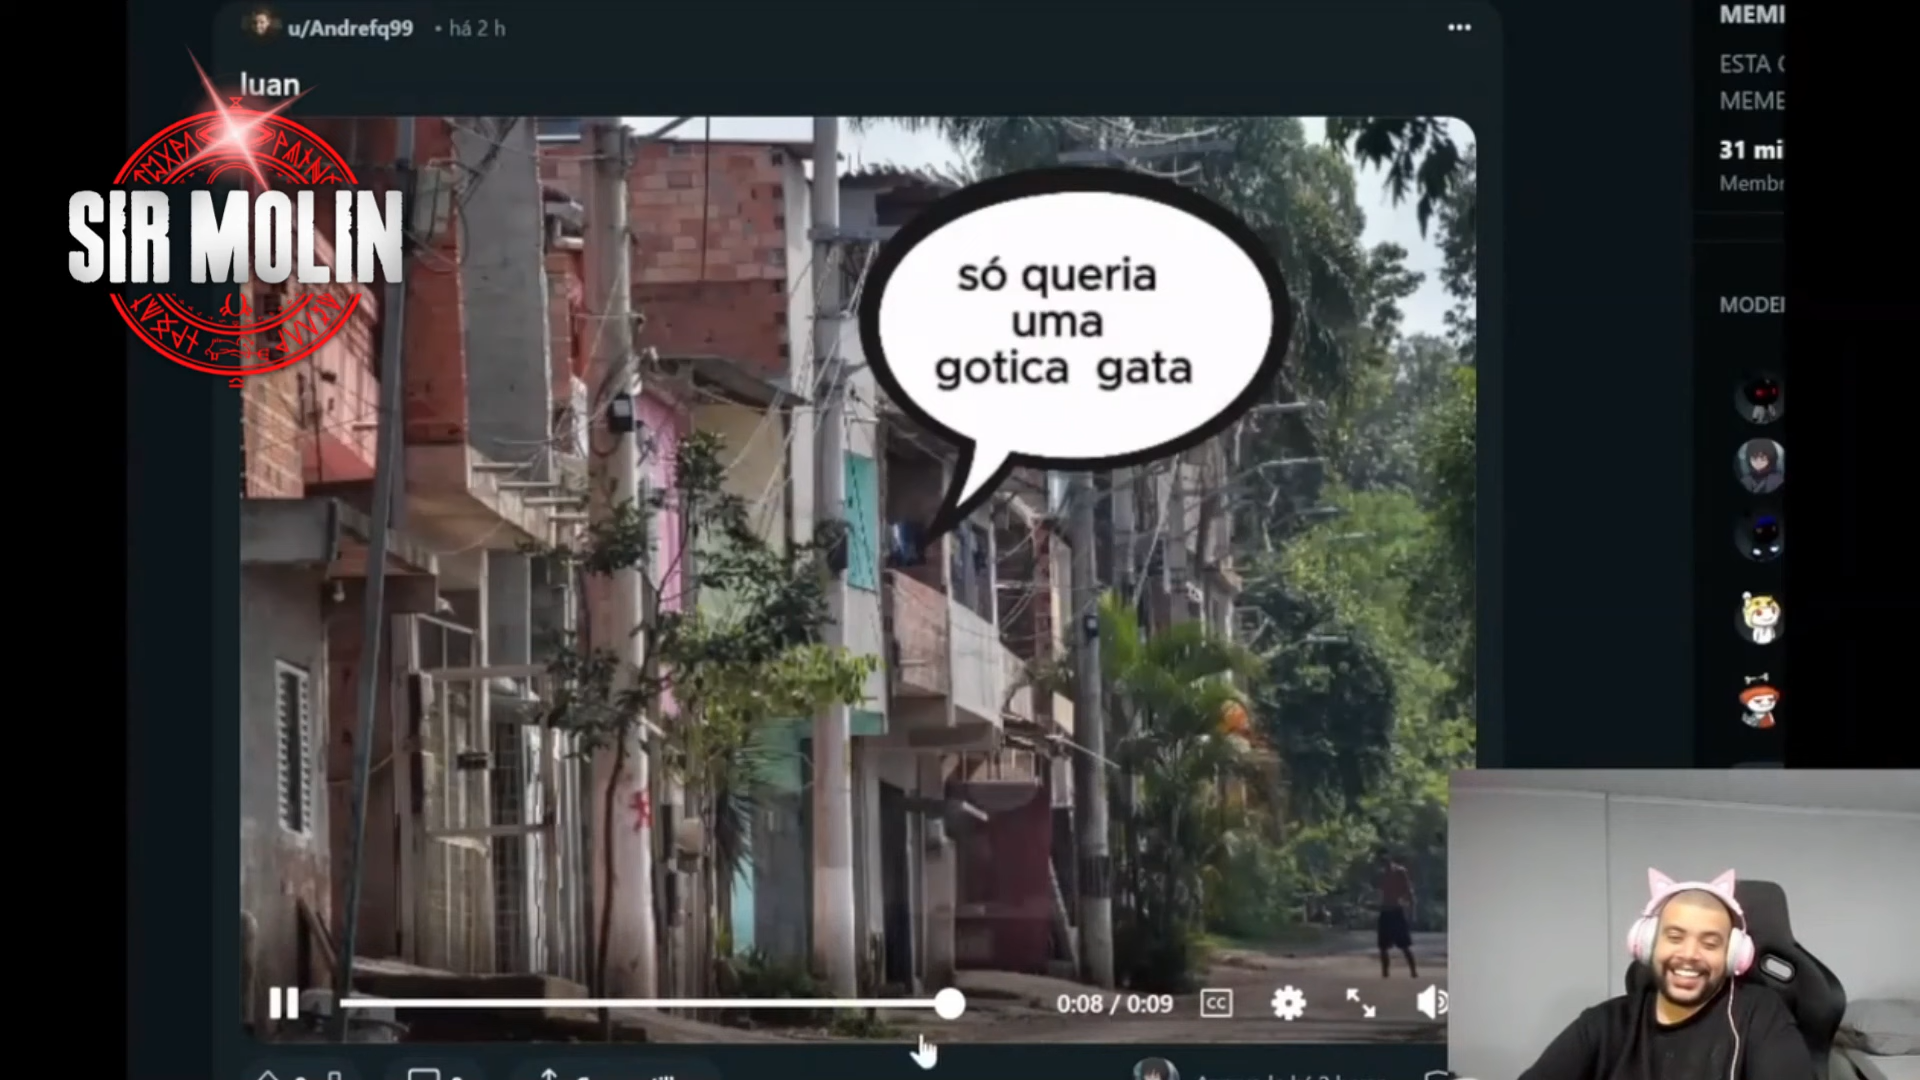 u/Andrefq99 • há 2 h
luan
SIR MOLIN
só queria
uma
gotica gata
0:08 / 0:09
CC
MEM
ESTA
MEME
31 mi
Membr
MODE